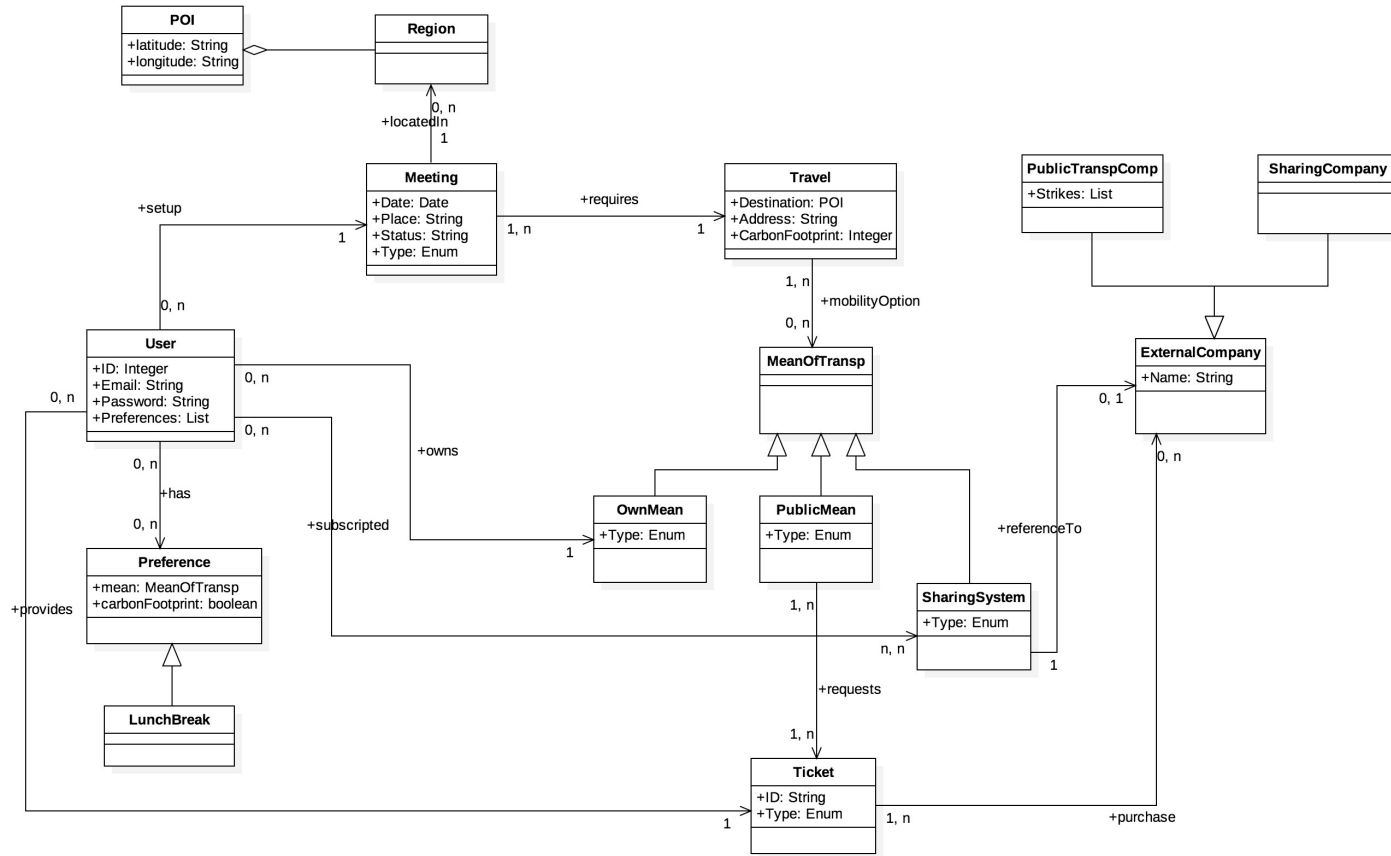 POI
+latitude: String
+longitude: String
Region
0, n
+locatedIn
1
Meeting
+Date: Date
+Place: String
+Status: String
+Type: Enum
+requires
1, n
1
Travel
+Destination: POI
+Address: String
+CarbonFootprint: Integer
PublicTranspComp
+Strikes: List
SharingCompany
+setup
1
0, n
1, n
+mobilityOption
0, n
User
+ID: Integer
+Email: String
+Password: String
+Preferences: List
0, n
0, n
0, n
MeanOfTransp
ExternalCompany
+Name: String
0, 1
0, n
0, n
+has
0, n
+owns
1
+subscripted
n, n
OwnMean
+Type: Enum
PublicMean
+Type: Enum
+referenceTo
Preference
+mean: MeanOfTransp
+carbonFootprint: boolean
+provides
SharingSystem
+Type: Enum
1
1, n
+requests
1, n
LunchBreak
Ticket
+ID: String
+Type: Enum
1
1, n
+purchase